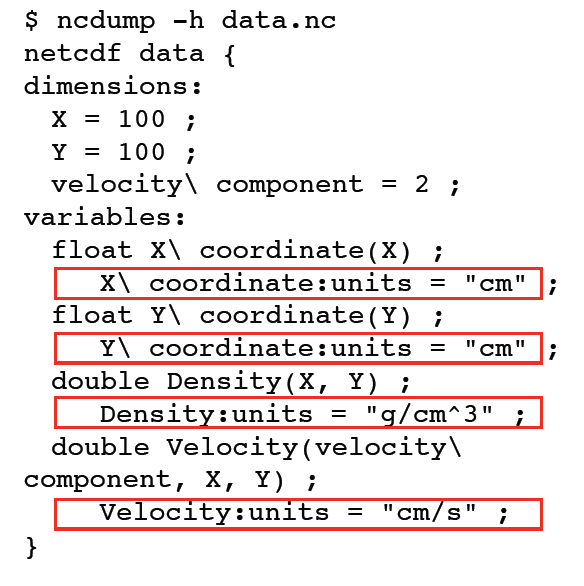 $ ncdump -h data.nc
netcdf data {
dimensions:
X = 100 ;
Y = 100 ;
velocity\ component = 2 ;
variables:
float X\ coordinate(X) ;
X\ coordinate:units = "cm" ;
float Y\ coordinate(Y) ;
Y\ coordinate:units = "cm" ;
double Density(X, Y) ;
Density:units = "g/cm^3" ;
double Velocity(velocity\
component, X, Y) ;
Velocity:units = "cm/s" ;
}